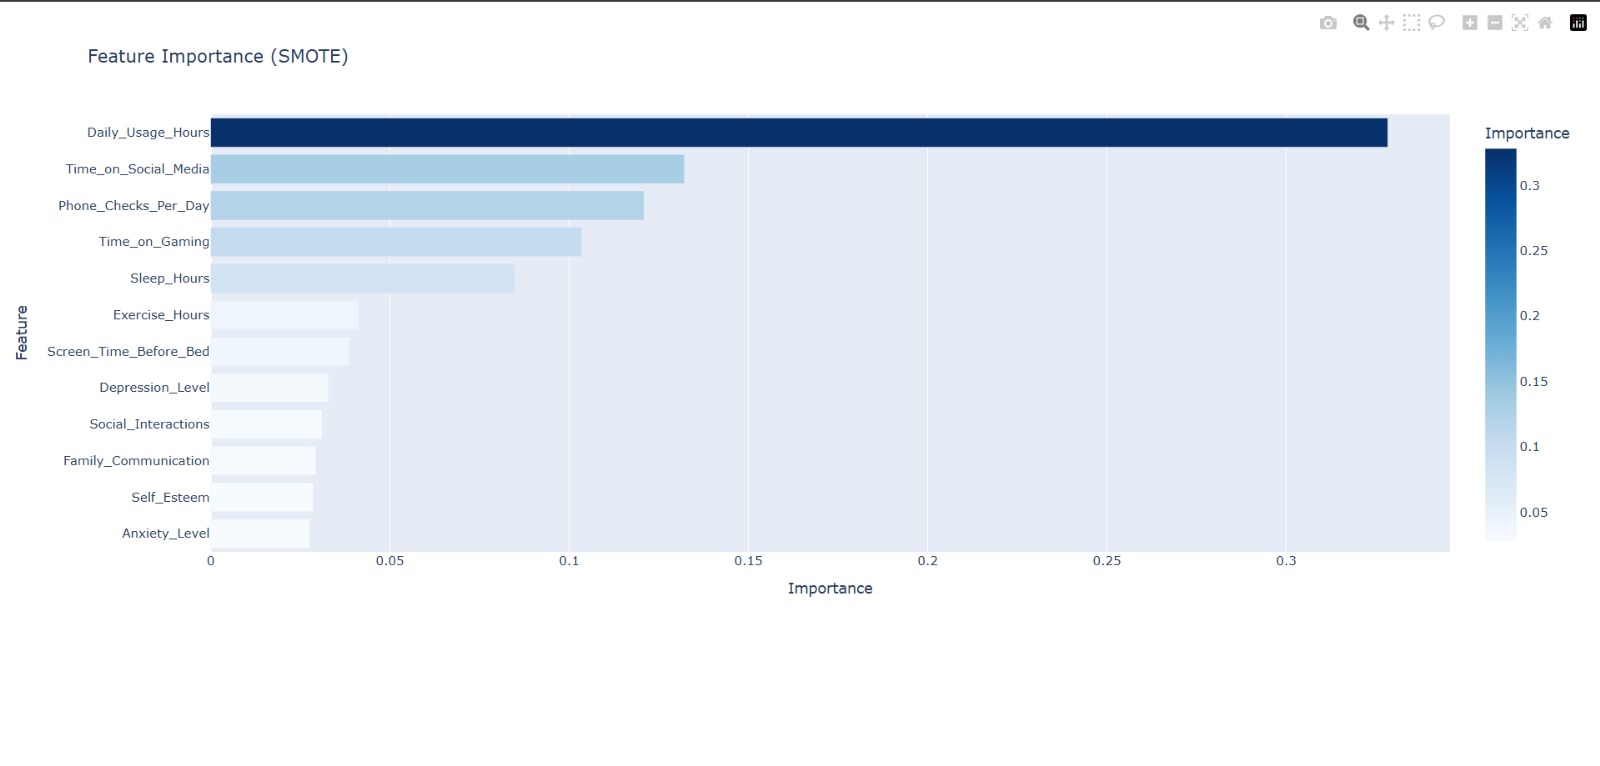 Feature Importance (SMOTE)
Daily_Usage_Hours
Time_on_Social_Media
Phone_Checks_Per_Day
Time_on_Gaming
Sleep_Hours
Exercise_Hours
Screen_Time_Before_Bed
Depression_Level
Social_Interactions
Family_Communication
Self_Esteem
Anxiety_Level
Feature
0 0.05 0.1 0.15 0.2 0.25 0.3
Importance
Importance
0.3
0.25
0.2
0.15
0.1
0.05